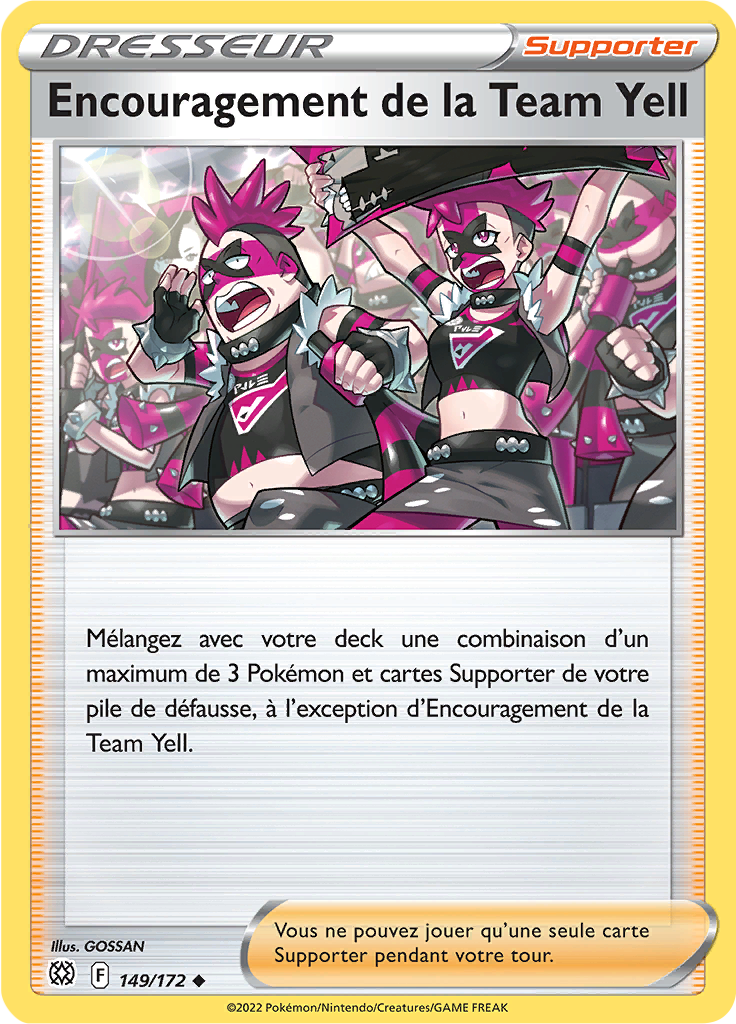 DRESSEUR Supporter
Encouragement de la Team Yell
Mélangez avec votre deck une combinaison d'un
maximum de 3 Pokémon et cartes Supporter de votre
pile de défausse, à l'exception d'Encouragement de la
Team Yell.
Vous ne pouvez jouer qu'une seule carte
Supporter pendant votre tour.
Illus. GOSSAN
F 149/172
©2022 Pokémon/Nintendo/Creatures/GAME FREAK